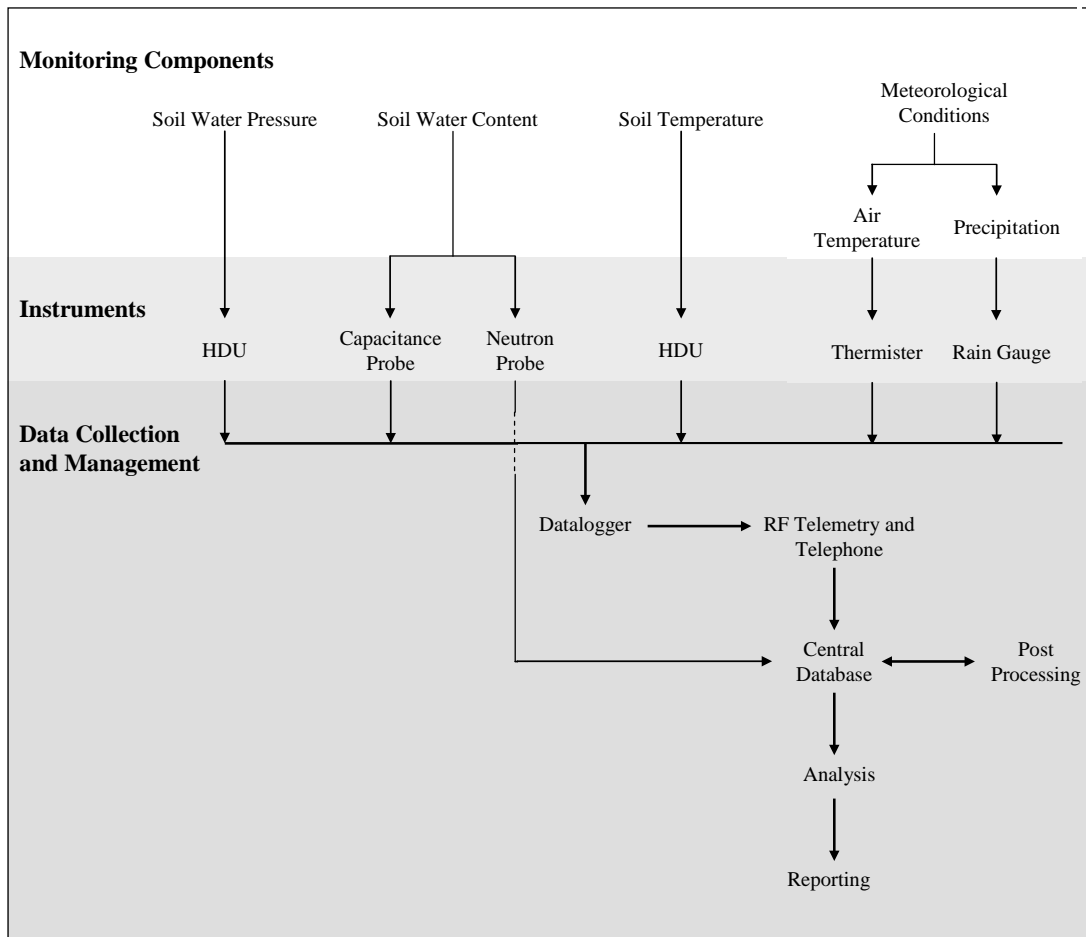 Monitoring Components
Meteorological
Conditions
Soil Water Pressure
Soil Water Content
Soil Temperature
Air
Temperature
Precipitation
Instruments
HDU
Capacitance
Probe
Neutron
Probe
HDU
Thermister
Rain Gauge
Data Collection
and Management
Datalogger
RF Telemetry and
Telephone
Central
Database
Post
Processing
Analysis
Reporting